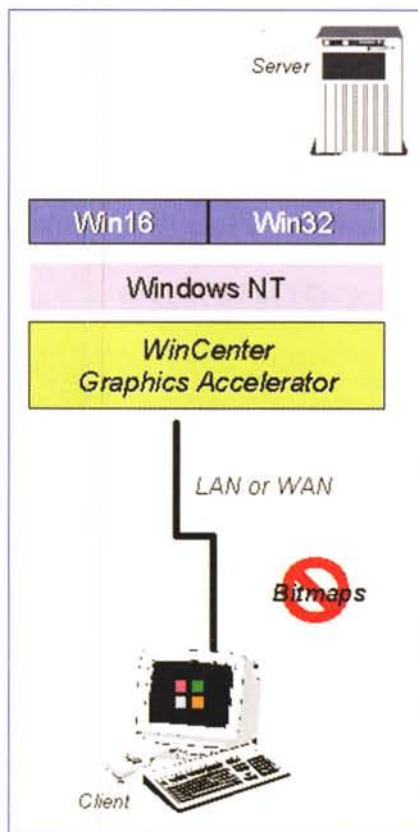 Server
Win16
Win32
Windows NT
WinCenter
Graphics Accelerator
LAN or WAN
Bitmaps
Client